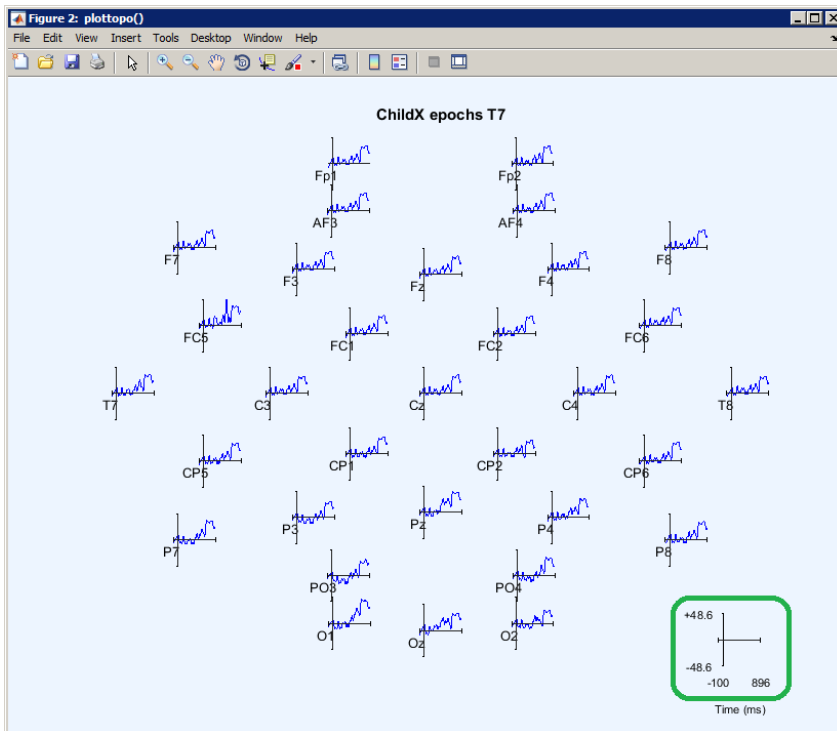 Figure 2: plottopo()
File Edit View Insert Tools Desktop Window Help
ChildX epochs T7
Fp1 Fp2
AF3 AF4
F7 F3 Fz F4 F8
FC5 FC1 FC2 FC6
T7 C3 Cz C4 T8
CP5 CP1 CP2 CP6
P7 P3 Pz P4 P8
PO3 PO4
O1 Oz O2
+48.6
-48.6
-100 896
Time (ms)